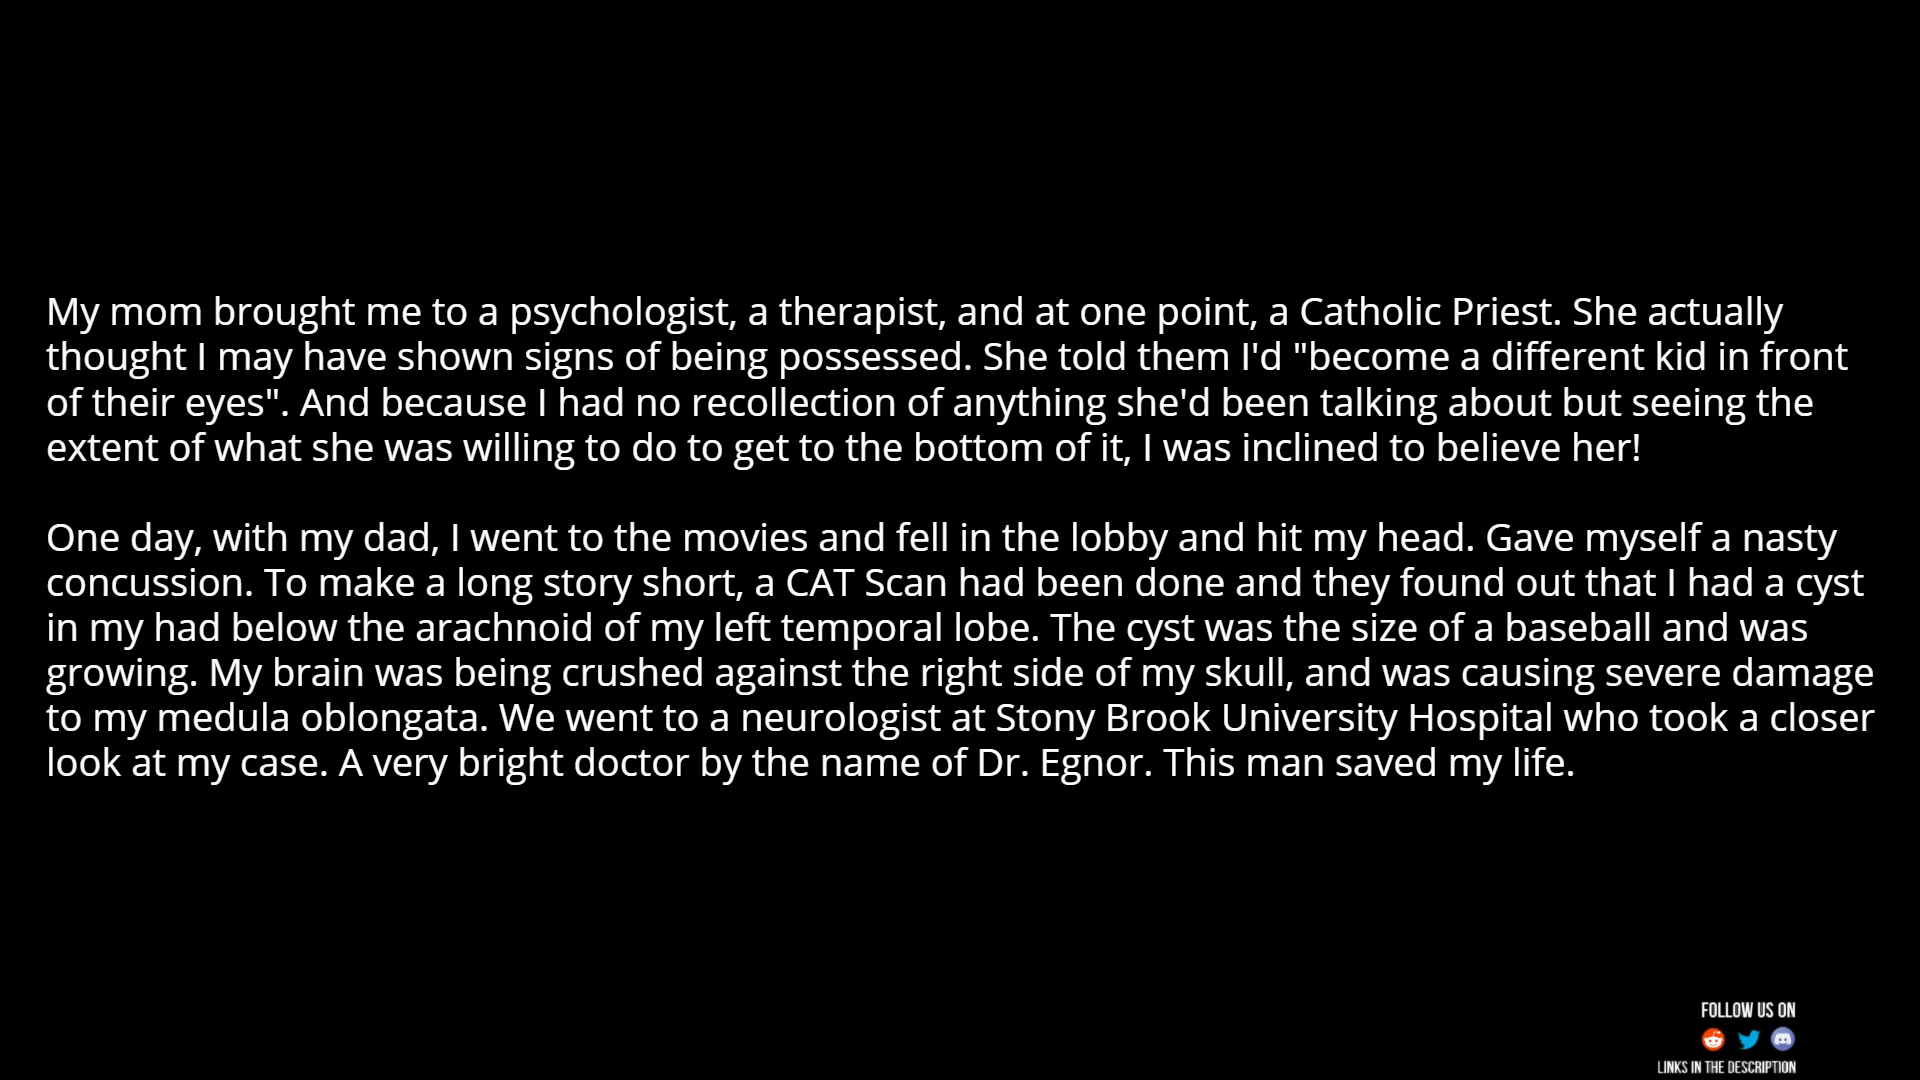 My mom brought me to a psychologist, a therapist, and at one point, a Catholic Priest. She actually
thought I may have shown signs of being possessed. She told them I'd "become a different kid in front
of their eyes". And because I had no recollection of anything she'd been talking about but seeing the
extent of what she was willing to do to get to the bottom of it, I was inclined to believe her!
One day, with my dad, I went to the movies and fell in the lobby and hit my head. Gave myself a nasty
concussion. To make a long story short, a CAT Scan had been done and they found out that I had a cyst
in my had below the arachnoid of my left temporal lobe. The cyst was the size of a baseball and was
growing. My brain was being crushed against the right side of my skull, and was causing severe damage
to my medula oblongata. We went to a neurologist at Stony Brook University Hospital who took a closer
look at my case. A very bright doctor by the name of Dr. Egnor. This man saved my life.
FOLLOW US ON
LINKS IN THE DESCRIPTION